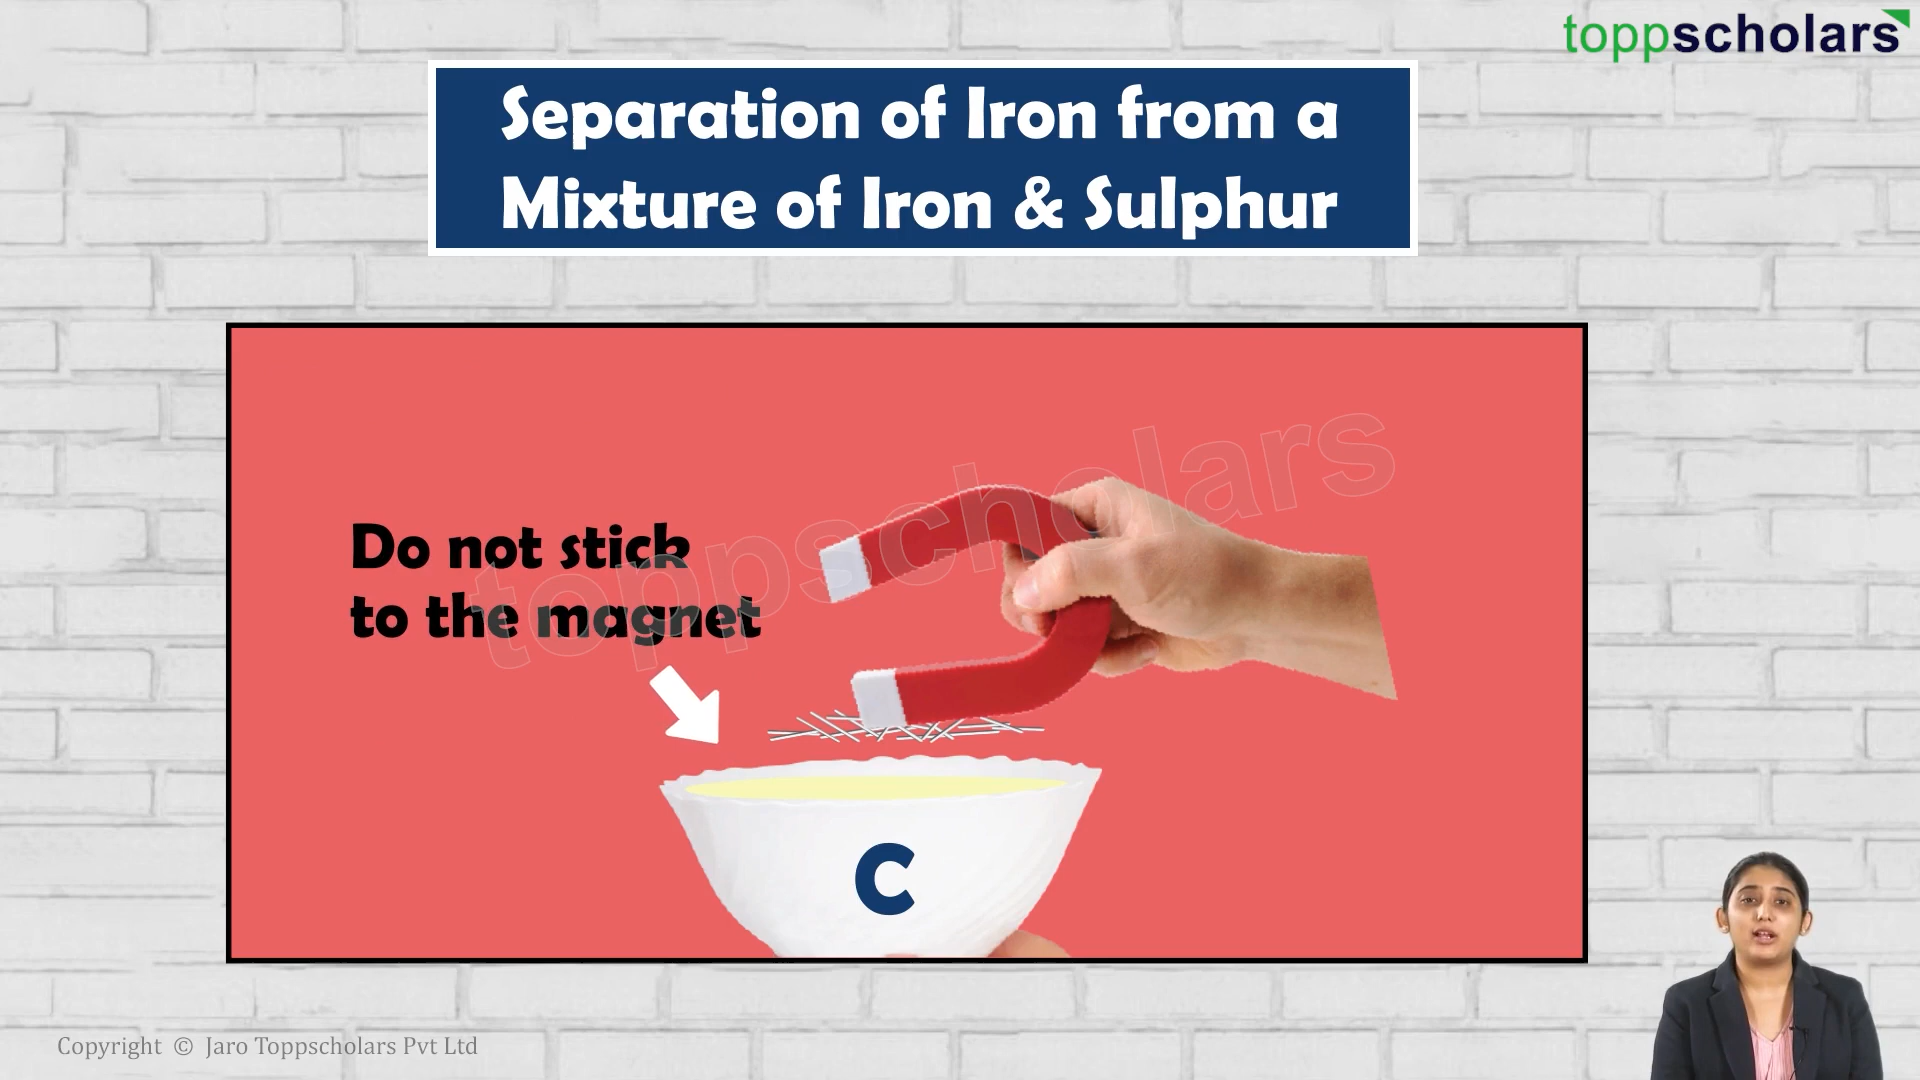 toppscholars
Separation of Iron from a
Mixture of Iron & Sulphur
toppscholars
Do not stick
to the magnet
C
Copyright © Jaro Toppscholars Pvt Ltd